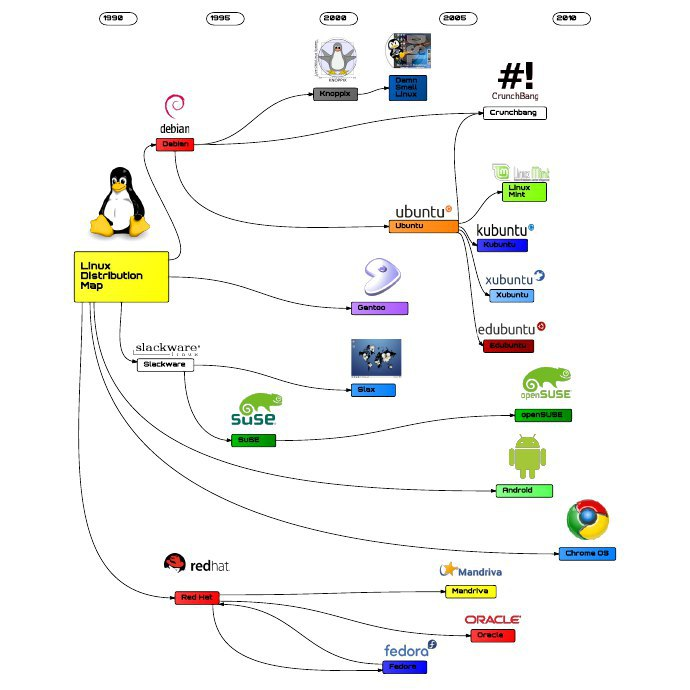 1990
1995
2000
2005
2010
KNOPPIX
Knoppix
Damn
Small
Linux
#!
CrunchBang
Crunchbang
debian
Debian
Linux Mint
Linux
Mint
ubuntu
Ubuntu
kubuntu
Kubuntu
Linux
Distribution
Map
xubuntu
Xubuntu
Gentoo
edubuntu
Edubuntu
slackware
linux
Slackware
Slax
suse
SuSE
openSUSE
openSUSE
Android
Chrome OS
redhat
Red Hat
Mandriva
Mandriva
ORACLE
Oracle
fedora
Fedora